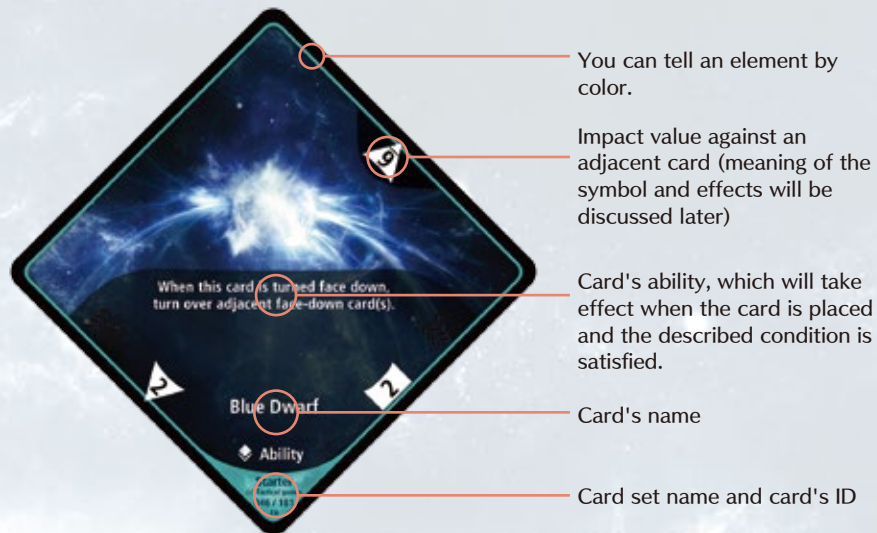 You can tell an element by
color.
9
Impact value against an
adjacent card (meaning of the
symbol and effects will be
discussed later)
When this card is turned face down,
turn over adjacent face-down card(s).
Card's ability, which will take
effect when the card is placed
and the described condition is
satisfied.
2
2
Blue Dwarf
Card's name
Ability
Starter
Card set name and card's ID